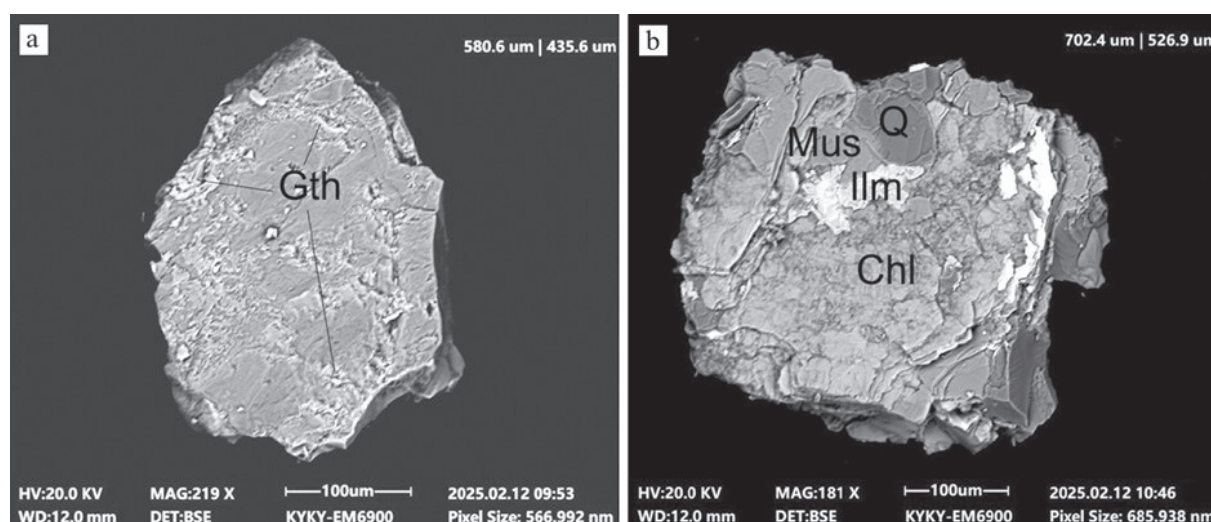 a
580.6 um | 435.6 um
Gth
HV:20.0 KV MAG:219 X 100um 2025.02.12 09:53
WD:12.0 mm DET:BSE KYKY-EM6900 Pixel Size: 566.992 nm
b
702.4 um | 526.9 um
Q
Mus
Ilm
Chl
HV:20.0 KV MAG:181 X 100um 2025.02.12 10:46
WD:12.0 mm DET:BSE KYKY-EM6900 Pixel Size: 685.938 nm